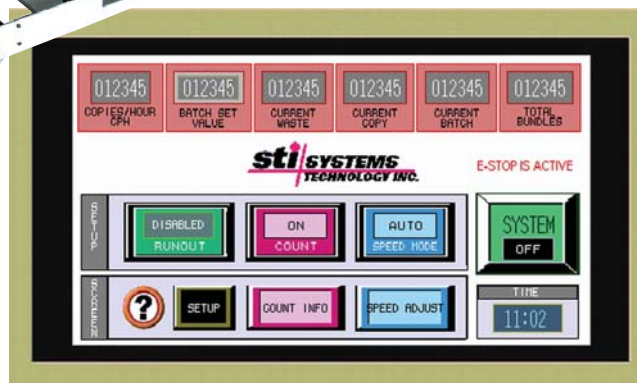 012345 012345 012345 012345 012345 012345
COPIES/HOUR CPH
BATCH SET VALUE
CURRENT WASTE
CURRENT COPY
CURRENT BATCH
TOTAL BUNDLES
sti SYSTEMS
TECHNOLOGY INC.
E-STOP IS ACTIVE
SETUP
DISABLED
RUNOUT
ON
COUNT
AUTO
SPEED MODE
SYSTEM
OFF
SCREEN
?
SETUP
COUNT INFO
SPEED ADJUST
TIME
11:02